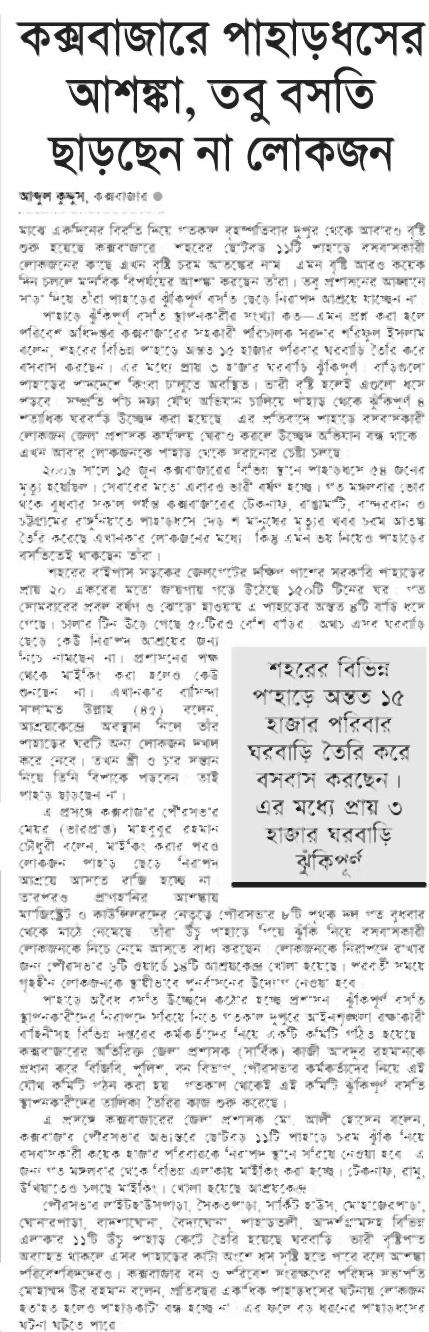 কক্সবাজারে পাহাড়ধসের
আশঙ্কা, তবু বসতি
ছাড়ছেন না লোকজন
আব্দুল কুদ্দুস, কক্সবাজার ●
মাঝে একদিনের বিরতি দিয়ে গতকাল বৃহস্পতিবার দুপুর থেকে আবারও বৃষ্টি
শুরু হয়েছে কক্সবাজারে শহরের ছোটবড় ১১টি পাহাড়ে বসবাসকারী
লোকজনের কাছে এখন বৃষ্টি চরম আতঙ্কের নাম এমন বৃষ্টি আরও কয়েক
দিন চললে মানবিক বিপর্যয়ের আশঙ্কা করছেন তাঁরা। তবু প্রশাসনের আহ্বানে
সাড়া দিয়ে তাঁরা পাহাড়ের ঝুঁকিপূর্ণ বসতি ছেড়ে নিরাপদ আশ্রয়ে যাচ্ছেন না
পাহাড়ে ঝুঁকিপূর্ণ বসতি স্থাপনকারীর সংখ্যা কত—এমন প্রশ্ন করা হলে
পরিবেশ অধিদপ্তর কক্সবাজারের সহকারী পরিচালক সরদার শরিফুল ইসলাম
বলেন, শহরের বিভিন্ন পাহাড়ে অন্তত ১৫ হাজার পরিবার ঘরবাড়ি তৈরি করে
বসবাস করছেন। এর মধ্যে প্রায় ৩ হাজার ঘরবাড়ি ঝুঁকিপূর্ণ বাড়িগুলো
পাহাড়ের পাদদেশে কিংবা ঢালুতে অবস্থিত। ভারী বৃষ্টি হলেই এগুলো ধসে
পড়বে সম্প্রতি পাঁচ দফা যৌথ অভিযান চালিয়ে পাহাড় থেকে ঝুঁকিপূর্ণ ৪
শতাধিক ঘরবাড়ি উচ্ছেদ করা হয়েছে এর প্রতিবাদে পাহাড়ে বসবাসকারী
লোকজন জেলা প্রশাসক কার্যালয় ঘেরাও করলে উচ্ছেদ অভিযান বন্ধ থাকে
এখন আবার লোকজনকে পাহাড় থেকে সরানোর চেষ্টা চলছে
সালে ১৫ জুন কক্সবাজারের বিভিন্ন স্থানে পাহাড়ধসে ৫৪ জনের
মৃত্যু হয়েছিল। সেবারের মতো এবারও ভারী বর্ষণ হচ্ছে। গত মঙ্গলবার ভোর
থেকে বুধবার সকাল পর্যন্ত কক্সবাজারের টেকনাফ, রাঙামাটি, বান্দরবান ও
চট্টগ্রামের রাঙ্গুনিয়াতে পাহাড়ধসে দেড় শ মানুষের মৃত্যুর খবর চরম আতঙ্ক
তৈরি করেছে এখানকার লোকজনের মধ্যে কিন্তু এমন ভয় নিয়েও পাহাড়ের
বসতিতেই থাকছেন তাঁরা।
শহরের বাইপাস সড়কের জেলগেটের দক্ষিণ পাশের সরকারি পাহাড়ের
প্রায় ২০ একরের মতো জায়গায় গড়ে উঠেছে ১৫০টি টিনের ঘর গত
সোমবারের প্রবল বর্ষণ ও ঝোড়ো হাওয়ায় এ পাহাড়ের অন্তত ৪টি বাড়ি ধসে
গেছে। চালার টিন উড়ে গেছে ৫০টিরও বেশি বাড়ির অথচ এসব ঘরবাড়ি
ছেড়ে কেউ নিরাপদ আশ্রয়ের জন্য
নিচে নামছেন না। প্রশাসনের পক্ষ
থেকে মাইকিং করা হলেও কেউ
শুনছেন না। এখানকার বাসিন্দা
সালামত উল্লাহ (৪৫) বলেন,
আশ্রয়কেন্দ্রে অবস্থান নিলে তাঁর
পাহাড়ের ঘরটি অন্য লোকজন দখল
করে নেবে। তখন স্ত্রী ও চার সন্তান
নিয়ে তিনি বিপাকে পড়বেন তাই
পাহাড় ছাড়ছেন না।
এ প্রসঙ্গে কক্সবাজার পৌরসভার
মেয়র (ভারপ্রাপ্ত) মাহবুবুর রহমান
চৌধুরী বলেন, মাইকিং করার পরও
লোকজন পাহাড় ছেড়ে নিরাপদ
আশ্রয়ে আসতে রাজি হচ্ছে না
তারপরও প্রাণহানির আশঙ্কায়
শহরের বিভিন্ন
পাহাড়ে অন্তত ১৫
হাজার পরিবার
ঘরবাড়ি তৈরি করে
বসবাস করছেন।
এর মধ্যে প্রায় ৩
হাজার ঘরবাড়ি
ঝুঁকিপূর্ণ
ম্যাজিস্ট্রেট ও কাউন্সিলরদের নেতৃত্বে পৌরসভার ৮টি পৃথক দল গত বুধবার
থেকে মাঠে নেমেছে তাঁরা উঁচু পাহাড়ে গিয়ে ঝুঁকি নিয়ে বসবাসকারী
লোকজনকে নিচে নেমে আসতে বাধ্য করছেন লোকজনকে নিরাপদে রাখার
জন্য পৌরসভার ৬টি ওয়ার্ডে ১৪টি আশ্রয়কেন্দ্র খোলা হয়েছে। পরবর্তী সময়ে
গৃহহীন লোকজনকে স্থায়ীভাবে পুনর্বাসনের উদ্যোগ নেওয়া হবে
পাহাড়ে অবৈধ বসতি উচ্ছেদে কঠোর হচ্ছে প্রশাসন ঝুঁকিপূর্ণ বসতি
স্থাপনকারীদের নিরাপদে সরিয়ে নিতে গতকাল দুপুরে আইনশৃঙ্খলা রক্ষাকারী
বাহিনীসহ বিভিন্ন দপ্তরের কর্মকর্তাদের নিয়ে একটি কমিটি গঠিত হয়েছে
কক্সবাজারের অতিরিক্ত জেলা প্রশাসক (সার্বিক) কাজী আবদুর রহমানকে
প্রধান করে বিজিবি, পুলিশ, বন বিভাগ, পৌরসভার কর্মকর্তাদের নিয়ে এই
যৌথ কমিটি গঠন করা হয় গতকাল থেকেই এই কমিটি ঝুঁকিপূর্ণ বসতি
স্থাপনকারীদের তালিকা তৈরির কাজ শুরু করেছে।
এ প্রসঙ্গে কক্সবাজারের জেলা প্রশাসক মো. আলী হোসেন বলেন,
কক্সবাজার পৌরসভার অভ্যন্তরে ছোটবড় ১১টি পাহাড়ে চরম ঝুঁকি নিয়ে
বসবাসকারী কয়েক হাজার পরিবারকে নিরাপদ স্থানে সরিয়ে নেওয়া হবে এ
জন্য গত মঙ্গলবার থেকে বিভিন্ন এলাকায় মাইকিং করা হচ্ছে। টেকনাফ, রামু,
উখিয়াতেও চলছে মাইকিং। খোলা হয়েছে আশ্রয়কেন্দ্র
পৌরসভার লাইটহাউসপাড়া, সৈকতপাড়া, সার্কিট হাউস, মোহাজেরপাড়া,
ঘোনারপাড়া, বাদশাঘোনা, বৈদ্যঘোনা, পাহাড়তলী, আদর্শগ্রামসহ বিভিন্ন
এলাকার ১১টি উঁচু পাহাড় কেটে তৈরি হয়েছে ঘরবাড়ি ভারী বৃষ্টিপাত
অব্যাহত থাকলে এসব পাহাড়ের কাটা অংশে ধস সৃষ্টি হতে পারে বলে আশঙ্কা
পরিবেশবিদদেরও। কক্সবাজার বন ও পরিবেশ সংরক্ষণের পরিষদ সভাপতি
রহমান বলেন, প্রতিবছর একাধিক পাহাড়ধসের ঘটনায় লোকজন
হতাহত হলেও পাহাড়কাটা বন্ধ হচ্ছে না এর ফলে বড় ধরনের পাহাড়ধসের
ঘটনা ঘটতে পারে